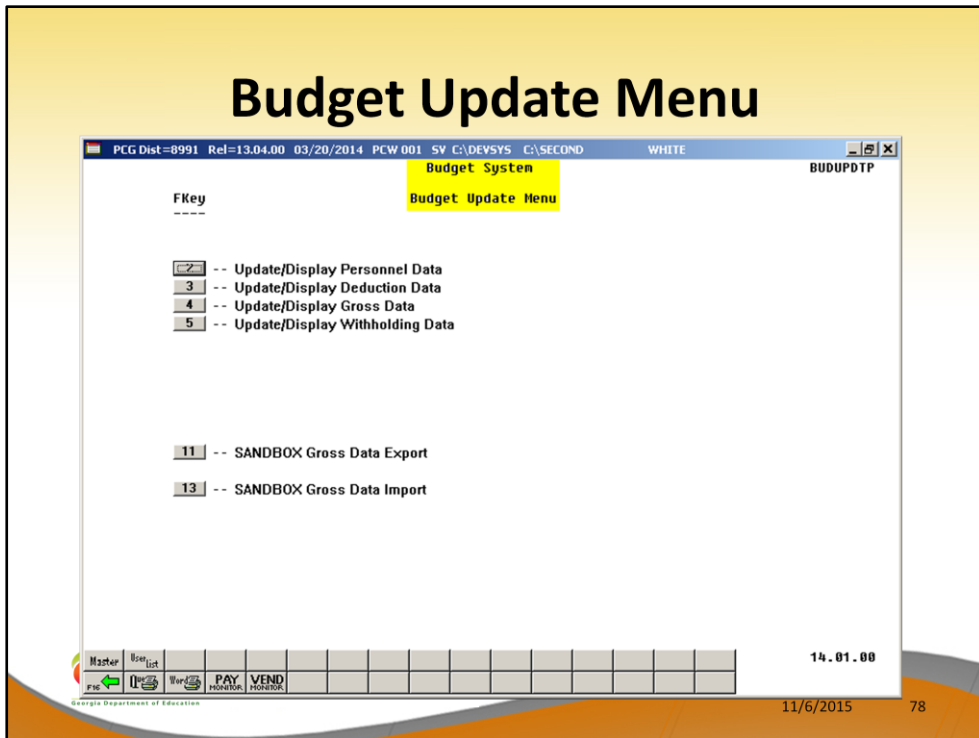 Budget Update Menu
PCG Dist=8991 Rel=13.04.00 03/20/2014 PCW 001 SV C:\DEVSYS C:\SECOND WHITE
Budget System BUDUPDTP
FKey Budget Update Menu
----
2 -- Update/Display Personnel Data
3 -- Update/Display Deduction Data
4 -- Update/Display Gross Data
5 -- Update/Display Withholding Data
11 -- SANDBOX Gross Data Export
13 -- SANDBOX Gross Data Import
Master User List 14.01.00
F16 Que Word PAY MONITOR VEND MONITOR
Georgia Department of Education
11/6/2015 78